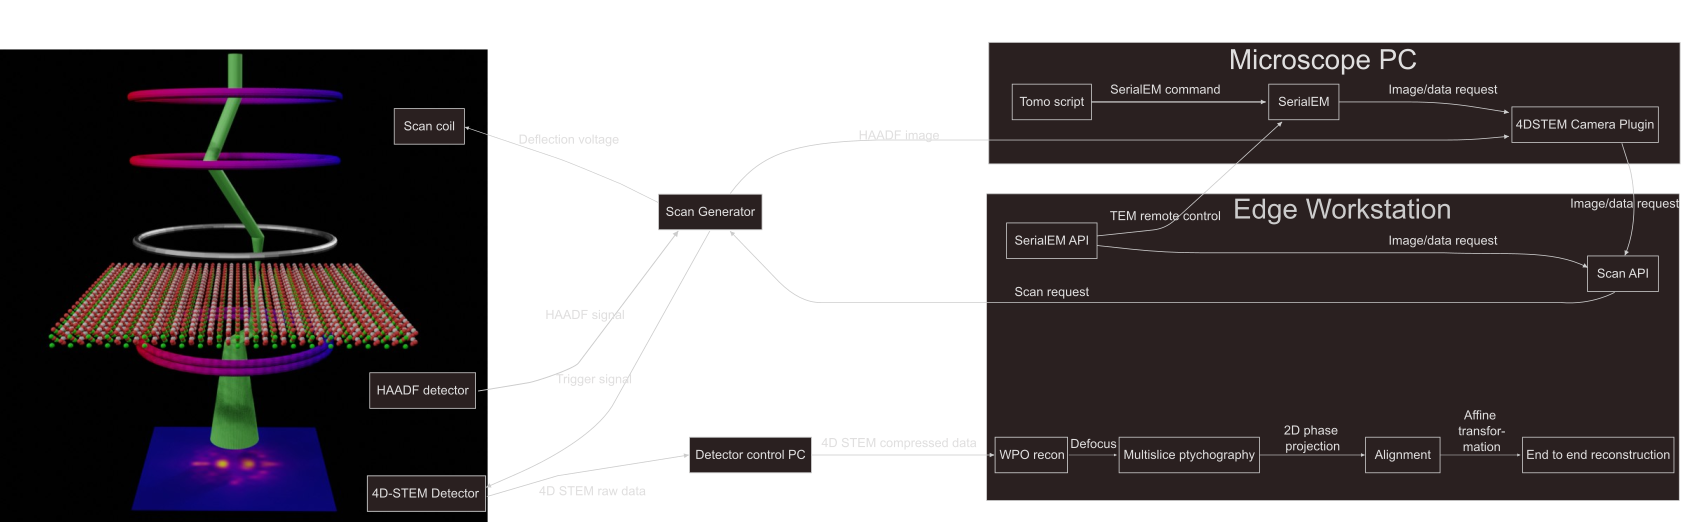 Microscope PC
Tomo script
SerialEM command
SerialEM
Image/data request
4DSTEM Camera Plugin
Scan coil
Deflection voltage
HAADF image
Scan Generator
Image/data request
Edge Workstation
TEM remote control
SerialEM API
Image/data request
Scan API
Scan request
HAADF signal
Trigger signal
HAADF detector
4D-STEM Detector
4D STEM raw data
Detector control PC
4D STEM compressed data
WPO recon
Defocus
Multislice ptychography
2D phase
projection
Alignment
Affine
transfor-
mation
End to end reconstruction